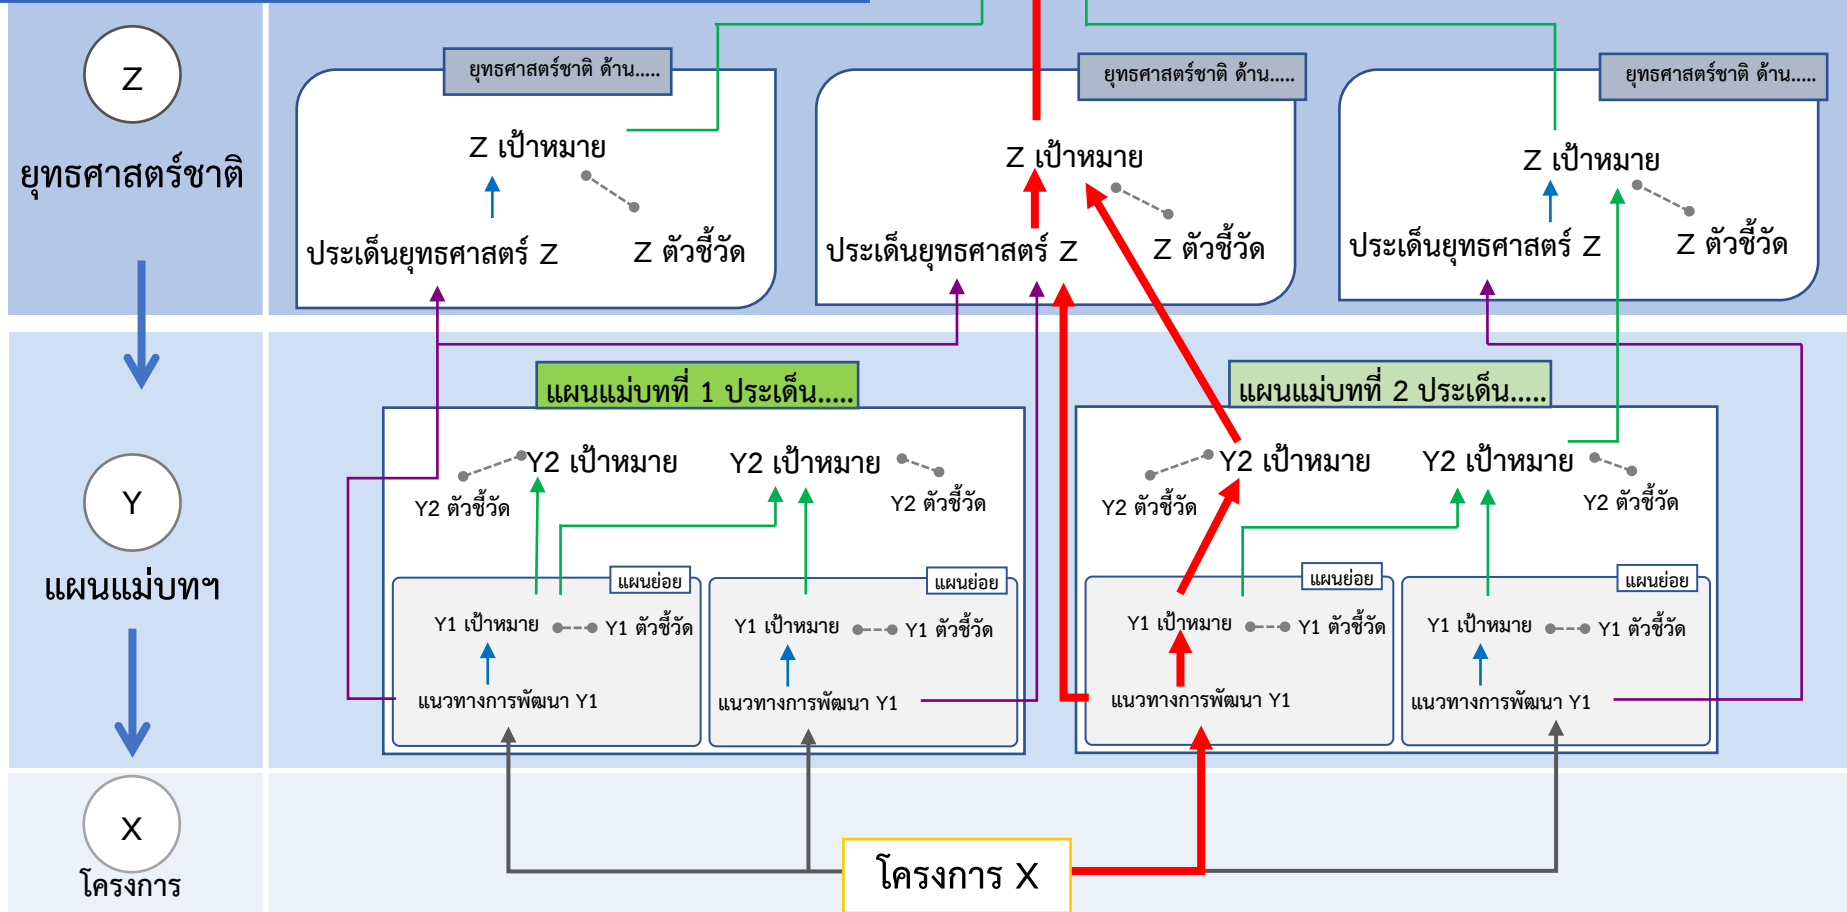 Z
ยุทธศาสตร์ชาติ
ยุทธศาสตร์ชาติ ด้าน.....
Z เป้าหมาย
ประเด็นยุทธศาสตร์ Z
Z ตัวชี้วัด
ยุทธศาสตร์ชาติ ด้าน.....
Z เป้าหมาย
ประเด็นยุทธศาสตร์ Z
Z ตัวชี้วัด
ยุทธศาสตร์ชาติ ด้าน.....
Z เป้าหมาย
ประเด็นยุทธศาสตร์ Z
Z ตัวชี้วัด
Y
แผนแม่บทฯ
แผนแม่บทที่ 1 ประเด็น.....
Y2 เป้าหมาย
Y2 ตัวชี้วัด
Y2 เป้าหมาย
Y2 ตัวชี้วัด
แผนย่อย
Y1 เป้าหมาย
Y1 ตัวชี้วัด
แนวทางการพัฒนา Y1
แผนย่อย
Y1 เป้าหมาย
Y1 ตัวชี้วัด
แนวทางการพัฒนา Y1
แผนแม่บทที่ 2 ประเด็น.....
Y2 เป้าหมาย
Y2 ตัวชี้วัด
Y2 เป้าหมาย
Y2 ตัวชี้วัด
แผนย่อย
Y1 เป้าหมาย
Y1 ตัวชี้วัด
แนวทางการพัฒนา Y1
แผนย่อย
Y1 เป้าหมาย
Y1 ตัวชี้วัด
แนวทางการพัฒนา Y1
X
โครงการ
โครงการ X